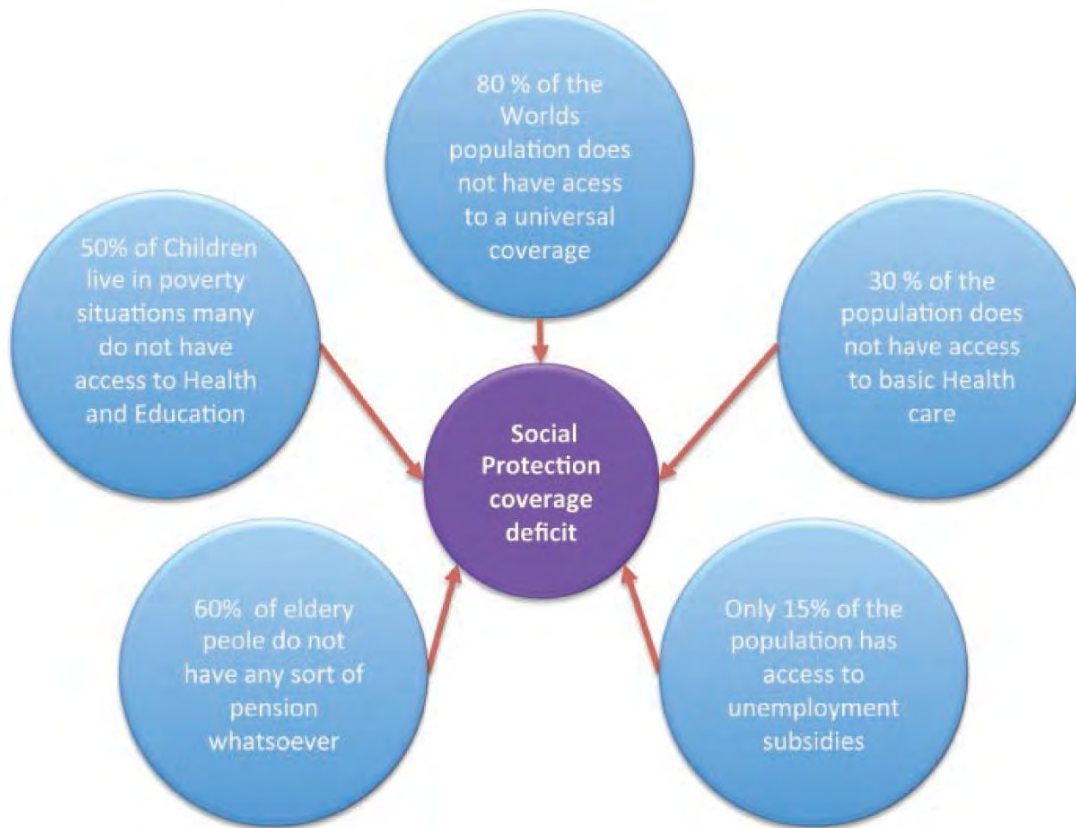 80 % of the
Worlds
population does
not have acess
to a universal
coverage
50% of Children
live in poverty
situations many
do not have
access to Health
and Education
30 % of the
population does
not have access
to basic Health
care
Social
Protection
coverage
deficit
60% of eldery
peole do not
have any sort of
pension
whatsoever
Only 15% of the
population has
access to
unemployment
subsidies